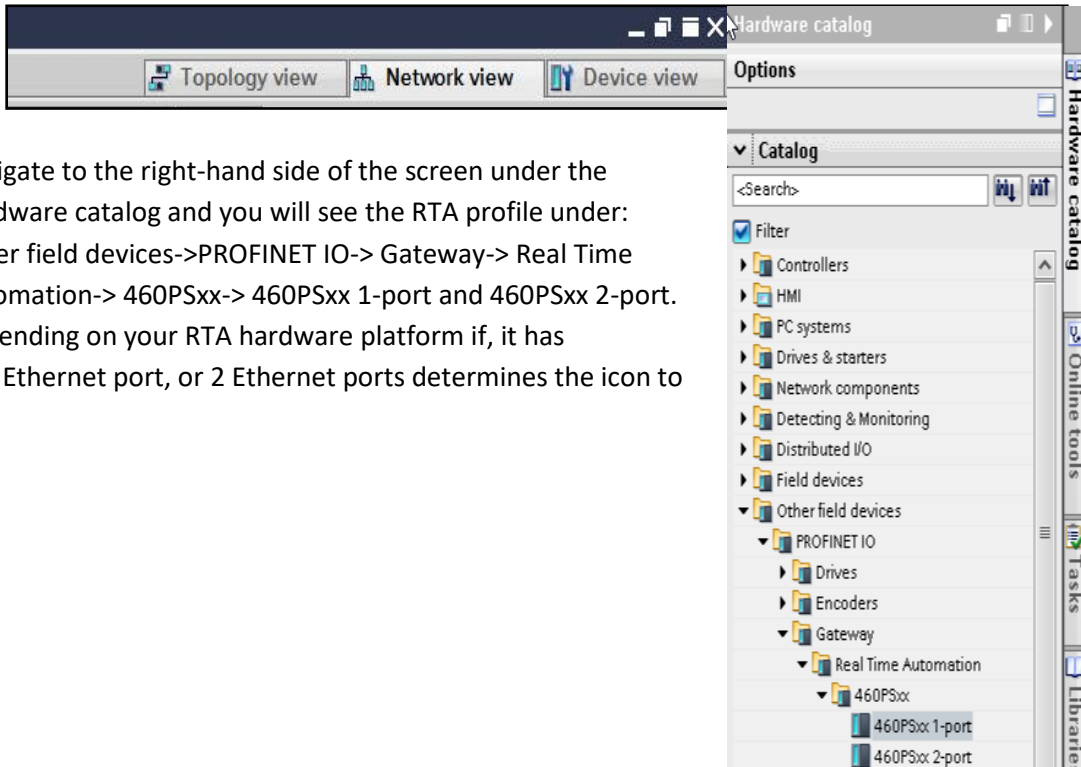 Topology view Network view Device view
igate to the right-hand side of the screen under the
dware catalog and you will see the RTA profile under:
er field devices->PROFINET IO-> Gateway-> Real Time
omation-> 460PSxx-> 460PSxx 1-port and 460PSxx 2-port.
ending on your RTA hardware platform if, it has
Ethernet port, or 2 Ethernet ports determines the icon to
Hardware catalog
Options
Catalog
<Search>
Filter
Controllers
HMI
PC systems
Drives & starters
Network components
Detecting & Monitoring
Distributed I/O
Field devices
Other field devices
PROFINET IO
Drives
Encoders
Gateway
Real Time Automation
460PSxx
460PSxx 1-port
460PSxx 2-port
Hardware catalog
Online tools
Tasks
Librarie